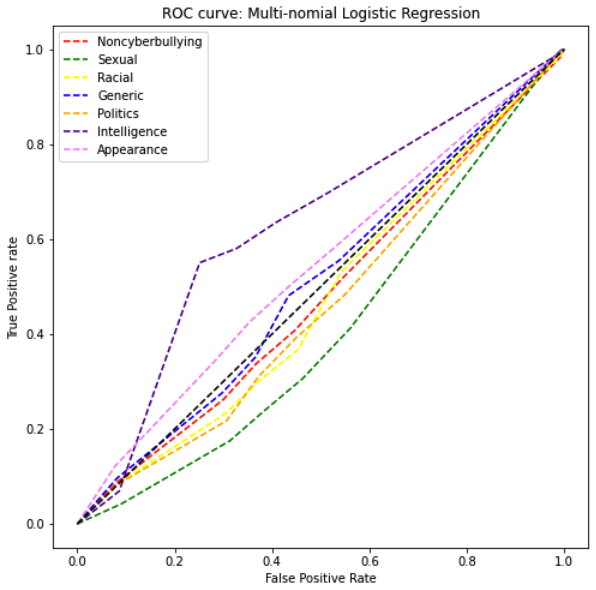 ROC curve: Multi-nomial Logistic Regression
Noncyberbullying
Sexual
Racial
Generic
Politics
Intelligence
Appearance
1.0
0.8
0.6
0.4
0.2
0.0
True Positive rate
0.0 0.2 0.4 0.6 0.8 1.0
False Positive Rate